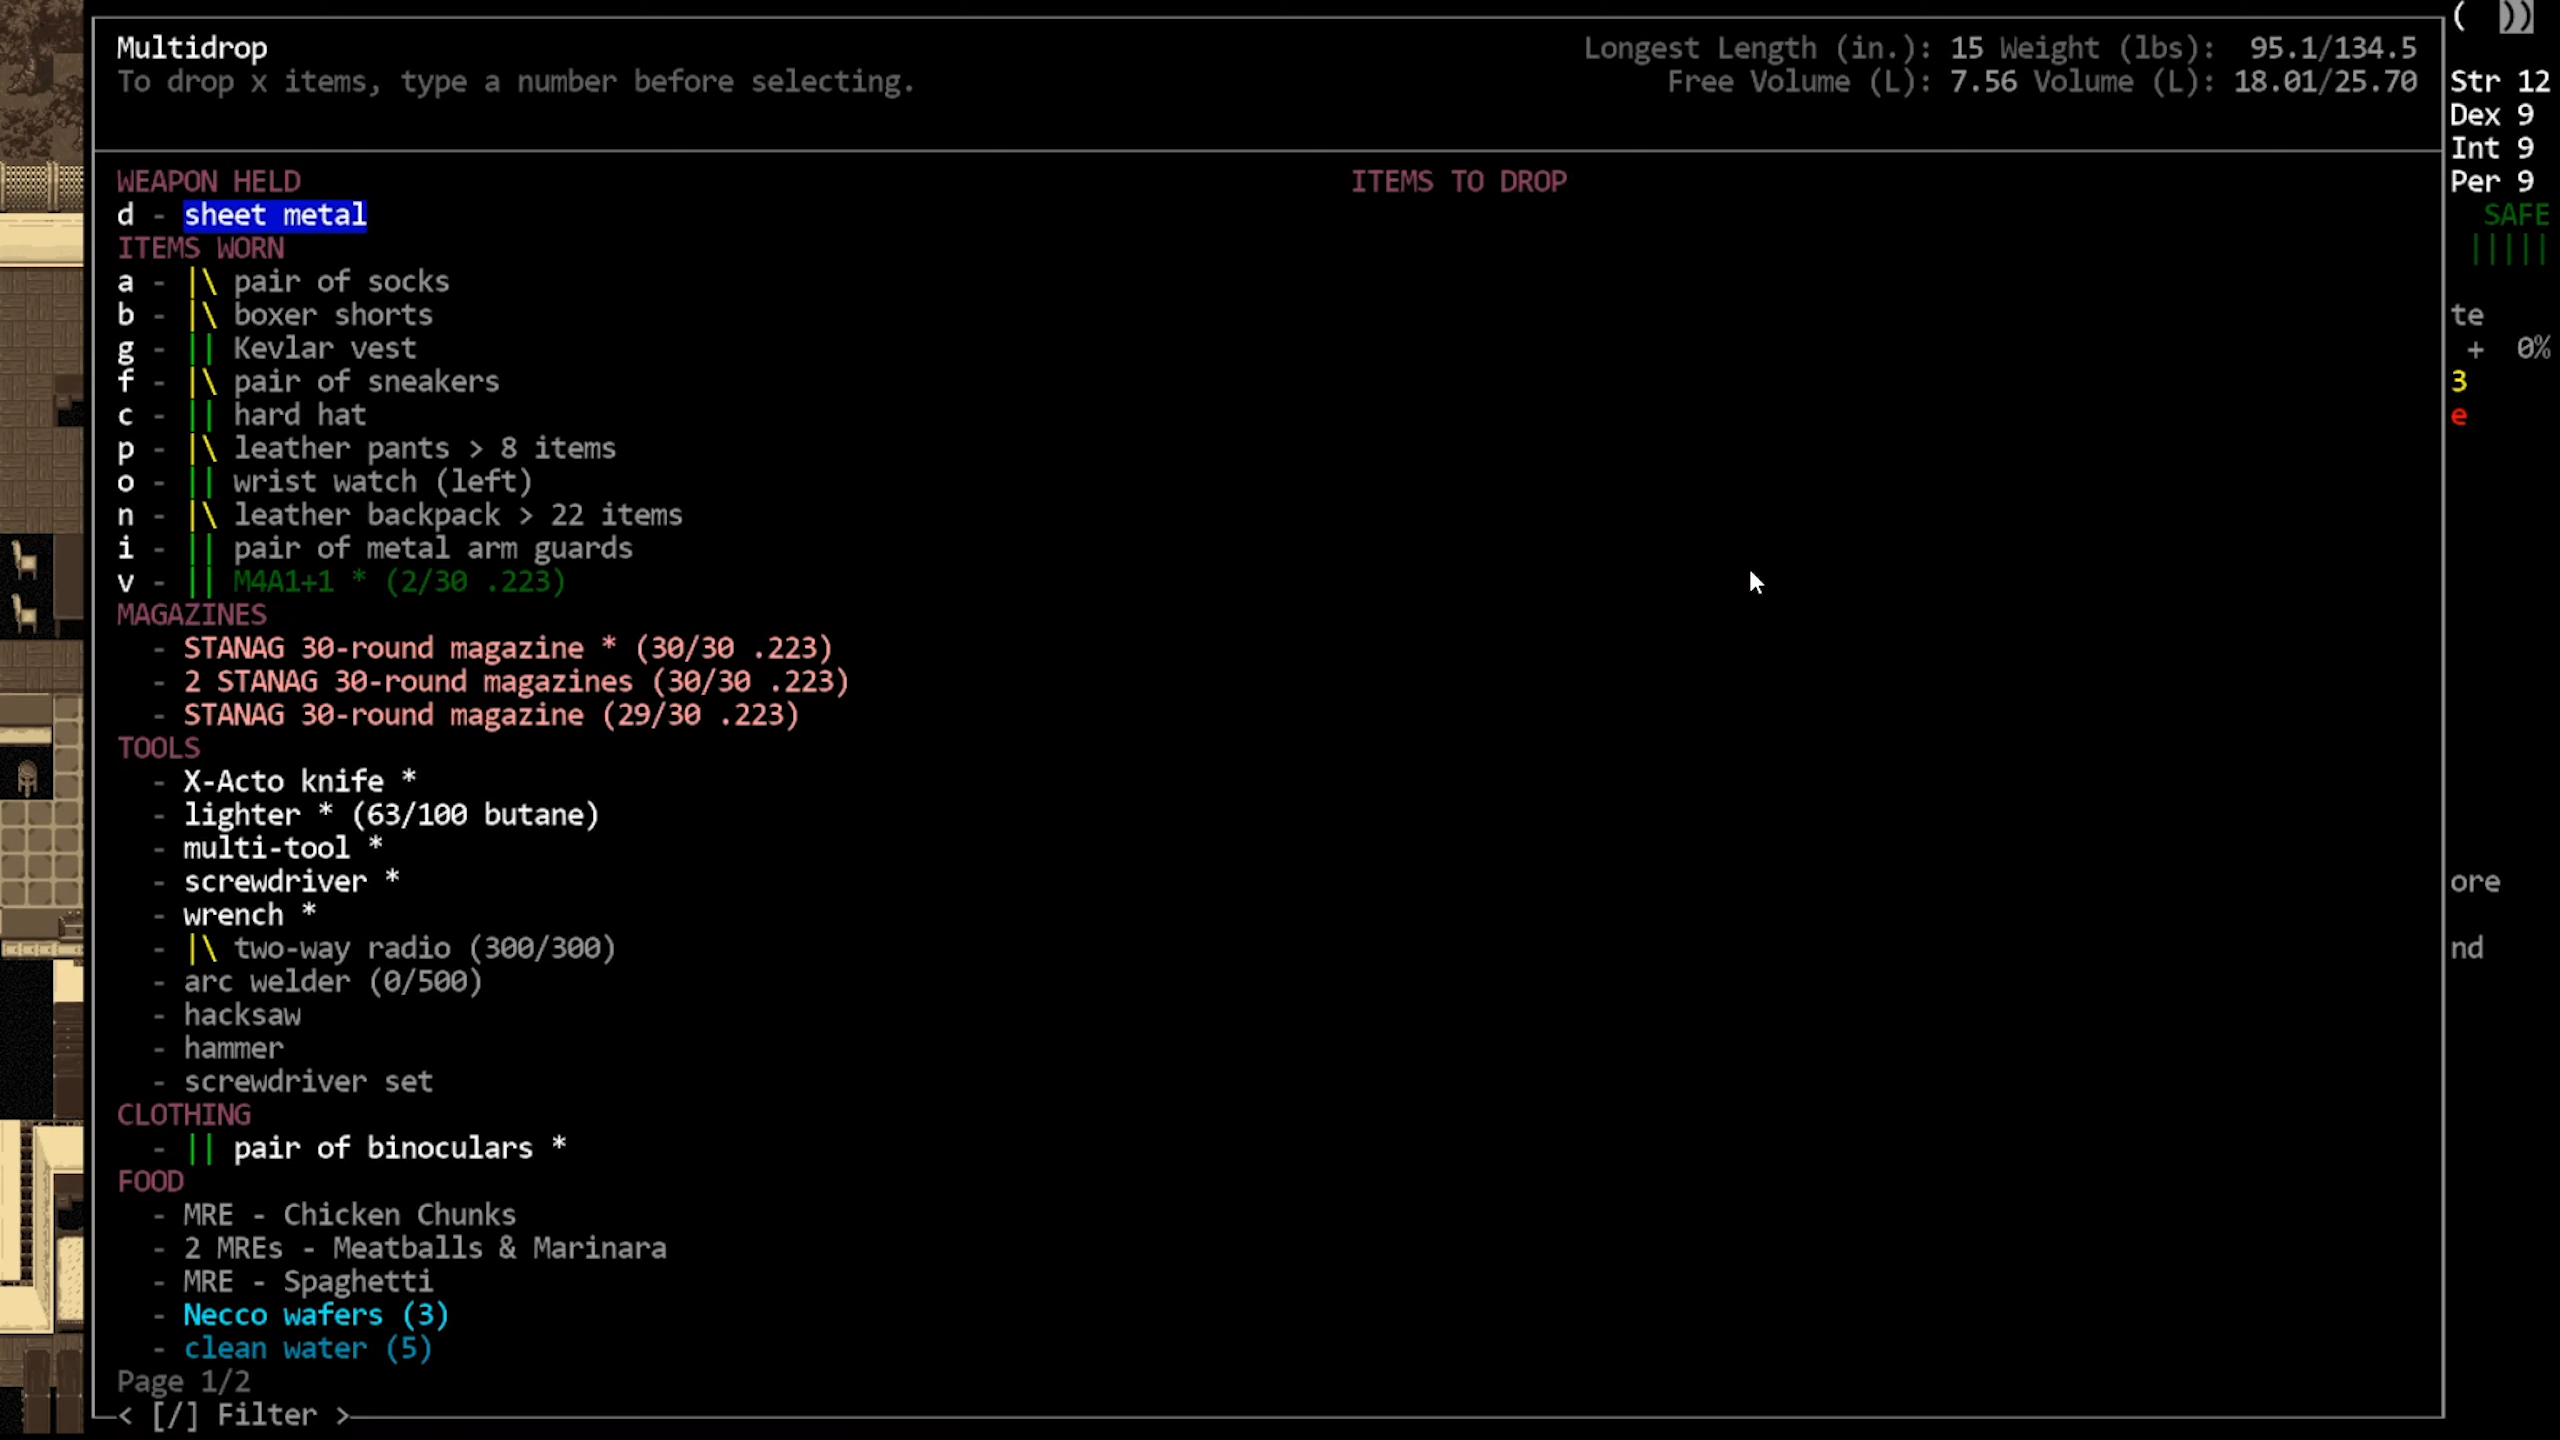 Multidrop
Longest Length (in.): 15 Weight (lbs): 95.1/134.5
To drop x items, type a number before selecting.
Free Volume (L): 7.56 Volume (L): 18.01/25.70
( ))
Str 12
Dex 9
Int 9
Per 9
SAFE
|||||
te
+ 0%
3
e
ore
nd
WEAPON HELD
ITEMS TO DROP
d - sheet metal
ITEMS WORN
a - |\ pair of socks
b - |\ boxer shorts
g - || Kevlar vest
f - |\ pair of sneakers
c - || hard hat
p - |\ leather pants > 8 items
o - || wrist watch (left)
n - |\ leather backpack > 22 items
i - || pair of metal arm guards
v - || M4A1+1 * (2/30 .223)
MAGAZINES
- STANAG 30-round magazine * (30/30 .223)
- 2 STANAG 30-round magazines (30/30 .223)
- STANAG 30-round magazine (29/30 .223)
TOOLS
- X-Acto knife *
- lighter * (63/100 butane)
- multi-tool *
- screwdriver *
- wrench *
- |\ two-way radio (300/300)
- arc welder (0/500)
- hacksaw
- hammer
- screwdriver set
CLOTHING
- || pair of binoculars *
FOOD
- MRE - Chicken Chunks
- 2 MREs - Meatballs & Marinara
- MRE - Spaghetti
- Necco wafers (3)
- clean water (5)
Page 1/2
< [/] Filter >